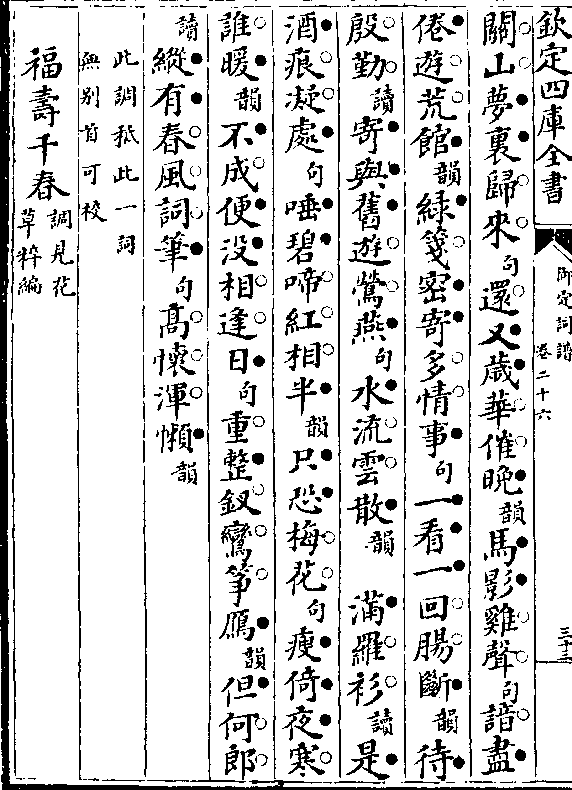 欽定四庫全書
御定詞譜
卷二十六
三十三
關山夢裏歸來句還又歲華催晚韻馬影雞聲句諳盡
倦遊荒館韻綠箋密寄多情事句一看一回腸斷韻待
殷勤讀寄與舊遊鶯燕句水流雲散韻 滿羅衫讀是
酒痕凝處句唾碧啼紅相半韻只恐梅花句瘦倚夜寒
誰暖韻不成便没相逢日句重整釵鸞筝鴈韻但何郎
讀縱有春風詞筆句髙懐渾懶韻
此調秪此一詞
無别首可校
福壽千春
調見花
草粹編